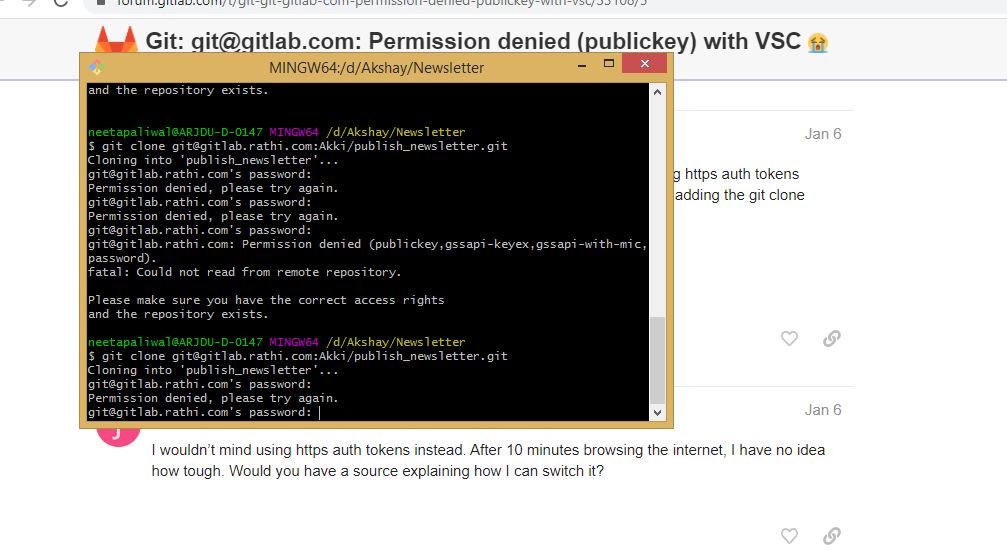 forum.gitlab.com/t/git-git-gitlab-com-permission-denied-publickey-with-vsc/
Git: git@gitlab.com: Permission denied (publickey) with VSC
MINGW64:/d/Akshay/Newsletter
and the repository exists.
neetapaliwal@ARJDU-D-0147 MINGW64 /d/Akshay/Newsletter
$ git clone git@gitlab.rathi.com:Akki/publish_newsletter.git
Cloning into 'publish_newsletter'...
git@gitlab.rathi.com's password:
Permission denied, please try again.
git@gitlab.rathi.com's password:
Permission denied, please try again.
git@gitlab.rathi.com's password:
git@gitlab.rathi.com: Permission denied (publickey,gssapi-keyex,gssapi-with-mic,
password).
fatal: Could not read from remote repository.
Please make sure you have the correct access rights
and the repository exists.
neetapaliwal@ARJDU-D-0147 MINGW64 /d/Akshay/Newsletter
$ git clone git@gitlab.rathi.com:Akki/publish_newsletter.git
Cloning into 'publish_newsletter'...
git@gitlab.rathi.com's password:
Permission denied, please try again.
git@gitlab.rathi.com's password:
Jan 6
g https auth tokens
adding the git clone
Jan 6
J
I wouldn’t mind using https auth tokens instead. After 10 minutes browsing the internet, I have no idea
how tough. Would you have a source explaining how I can switch it?